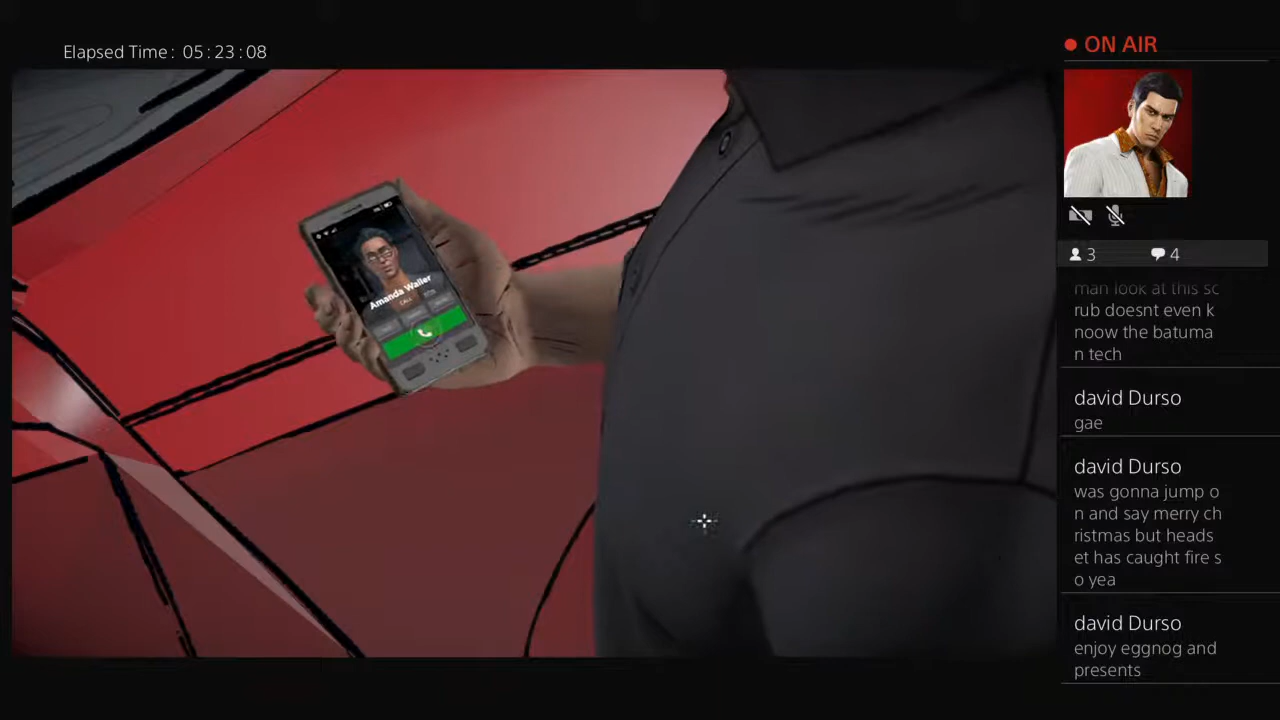 Elapsed Time: 05:23:08
ON AIR
3
4
man look at this sc
rub doesnt even k
noow the batuma
n tech
david Durso
gae
david Durso
was gonna jump o
n and say merry ch
ristmas but heads
et has caught fire s
o yea
david Durso
enjoy eggnog and
presents
Amanda Waller
CALL